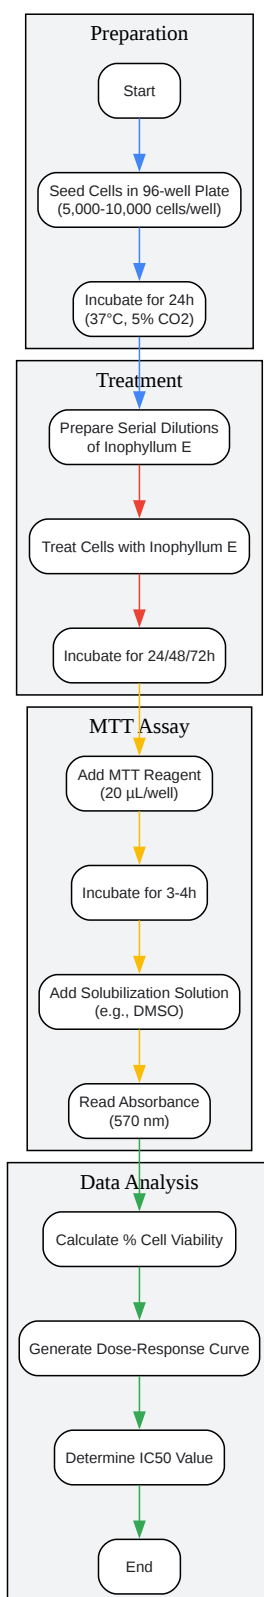 Preparation
Start
Seed Cells in 96-well Plate
(5,000-10,000 cells/well)
Incubate for 24h
(37°C, 5% CO2)
Treatment
Prepare Serial Dilutions
of Inophyllum E
Treat Cells with Inophyllum E
Incubate for 24/48/72h
MTT Assay
Add MTT Reagent
(20 µL/well)
Incubate for 3-4h
Add Solubilization Solution
(e.g., DMSO)
Read Absorbance
(570 nm)
Data Analysis
Calculate % Cell Viability
Generate Dose-Response Curve
Determine IC50 Value
End